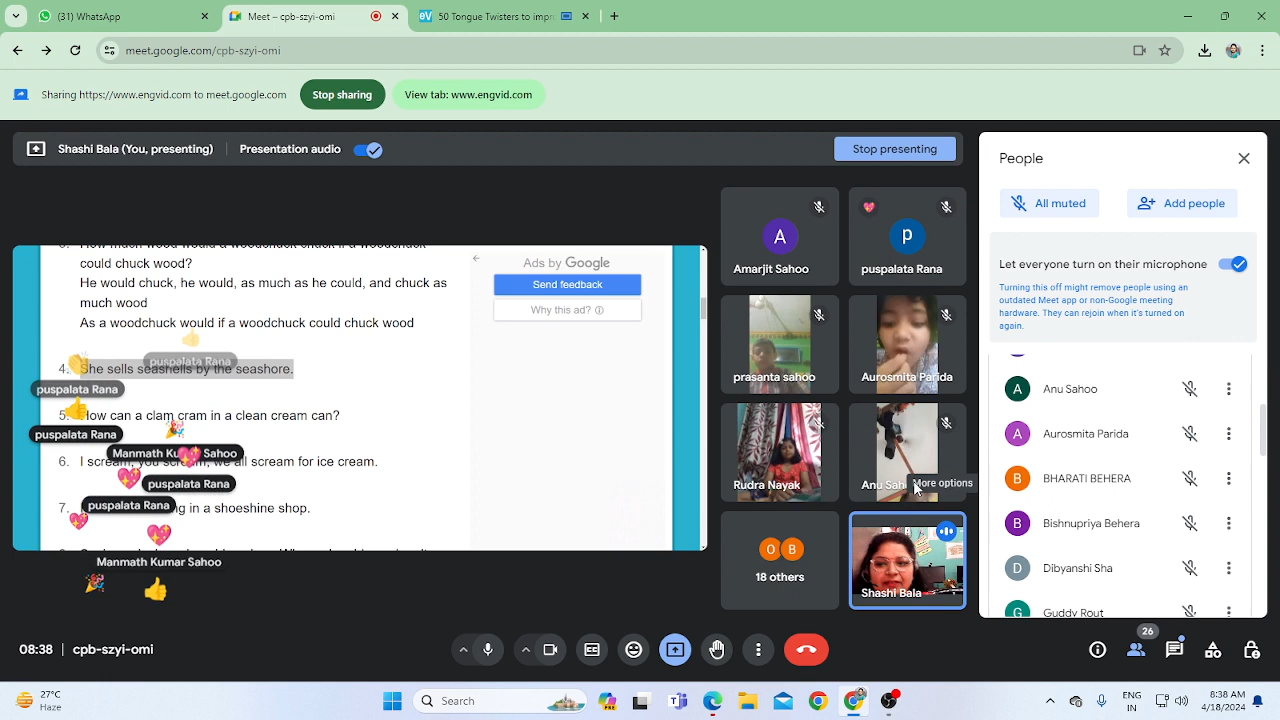 (31) WhatsApp
Meet – cpb-szyi-omi
50 Tongue Twisters to impr
meet.google.com/cpb-szyi-omi
Sharing https://www.engvid.com to meet.google.com
Stop sharing
View tab: www.engvid.com
Shashi Bala (You, presenting)
Presentation audio
Stop presenting
could chuck wood?
He would chuck, he would, as much as he could, and chuck as
much wood
As a woodchuck would if a woodchuck could chuck wood
puspalata Rana
4. She sells seashells by the seashore.
puspalata Rana
5. How can a clam cram in a clean cream can?
puspalata Rana
Manmath Kumar Sahoo
6. I scream, you scream, we all scream for ice cream.
puspalata Rana
puspalata Rana
7. in a shoeshine shop.
Manmath Kumar Sahoo
Ads by Google
Send feedback
Why this ad?
A
Amarjit Sahoo
p
puspalata Rana
prasanta sahoo
Aurosmita Parida
Rudra Nayak
Anu Sah
More options
O B
18 others
Shashi Bala
People
All muted
Add people
Let everyone turn on their microphone
Turning this off might remove people using an
outdated Meet app or non-Google meeting
hardware. They can rejoin when it's turned on
again.
A Anu Sahoo
A Aurosmita Parida
B BHARATI BEHERA
B Bishnupriya Behera
D Dibyanshi Sha
G Guddy Rout
08:38 | cpb-szyi-omi
26
27°C
Haze
Search
PRE
ENG
IN
8:38 AM
4/18/2024